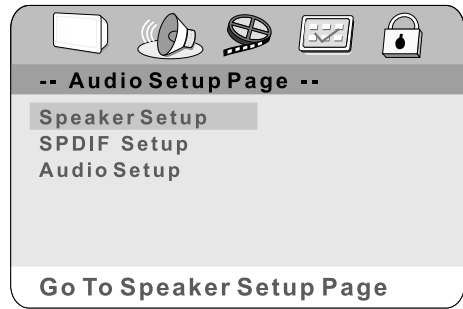 -- Audio Setup Page --
Speaker Setup
SPDIF Setup
Audio Setup
Go To Speaker Setup Page